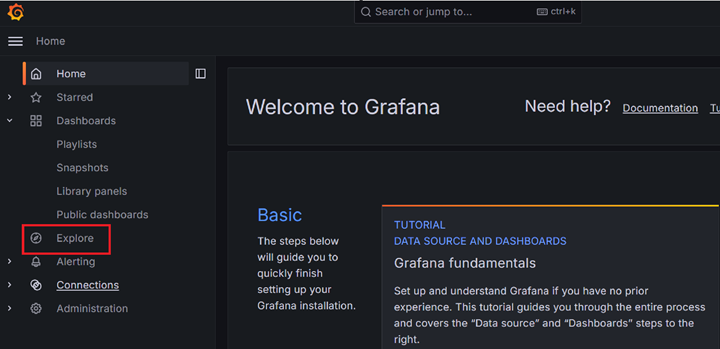 Search or jump to...
ctrl+k
Home
Home
Starred
Dashboards
Playlists
Snapshots
Library panels
Public dashboards
Explore
Alerting
Connections
Administration
Welcome to Grafana
Need help?
Documentation
Basic
The steps below
will guide you to
quickly finish
setting up your
Grafana installation.
TUTORIAL
DATA SOURCE AND DASHBOARDS
Grafana fundamentals
Set up and understand Grafana if you have no prior
experience. This tutorial guides you through the entire process
and covers the “Data source” and “Dashboards” steps to the
right.